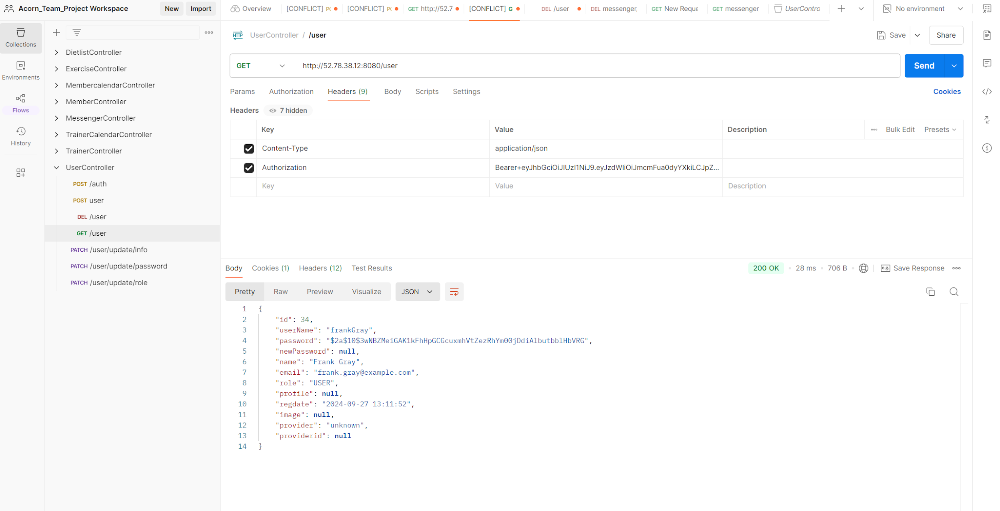 Acorn_Team_Project Workspace
New
Import
Overview
[CONFLICT] PO
[CONFLICT] PO
GET http://52.7
[CONFLICT] GE
DEL /user
DEL messenger,
GET New Reque
GET messenger
UserContro
No environment
Collections
Environments
Flows
History
DietlistController
ExerciseController
MembercalendarController
MemberController
MessengerController
TrainerCalendarController
TrainerController
UserController
POST /auth
POST user
DEL /user
GET /user
PATCH /user/update/info
PATCH /user/update/password
PATCH /user/update/role
HTTP UserController / /user
Save
Share
GET http://52.78.38.12:8080/user
Send
Params Authorization Headers (9) Body Scripts Settings
Cookies
Headers 7 hidden
Key Value Description Bulk Edit Presets
Content-Type application/json
Authorization Bearer+eyJhbGciOiJIUzI1NiJ9.eyJzdWIiOiJmcmFua0dyYXkiLCJpZ...
Key Value Description
Body Cookies (1) Headers (12) Test Results
200 OK • 28 ms • 706 B • e.g. Save Response
Pretty Raw Preview Visualize JSON
1 {
2 "id": 34,
3 "userName": "frankGray",
4 "password": "$2a$10$3wNBZMeiGAK1kFhHpGCGcuxmhVtZezRhYm00jDdiAlbutbblHbVRG",
5 "newPassword": null,
6 "name": "Frank Gray",
7 "email": "frank.gray@example.com",
8 "role": "USER",
9 "profile": null,
10 "regdate": "2024-09-27 13:11:52",
11 "image": null,
12 "provider": "unknown",
13 "providerid": null
14 }